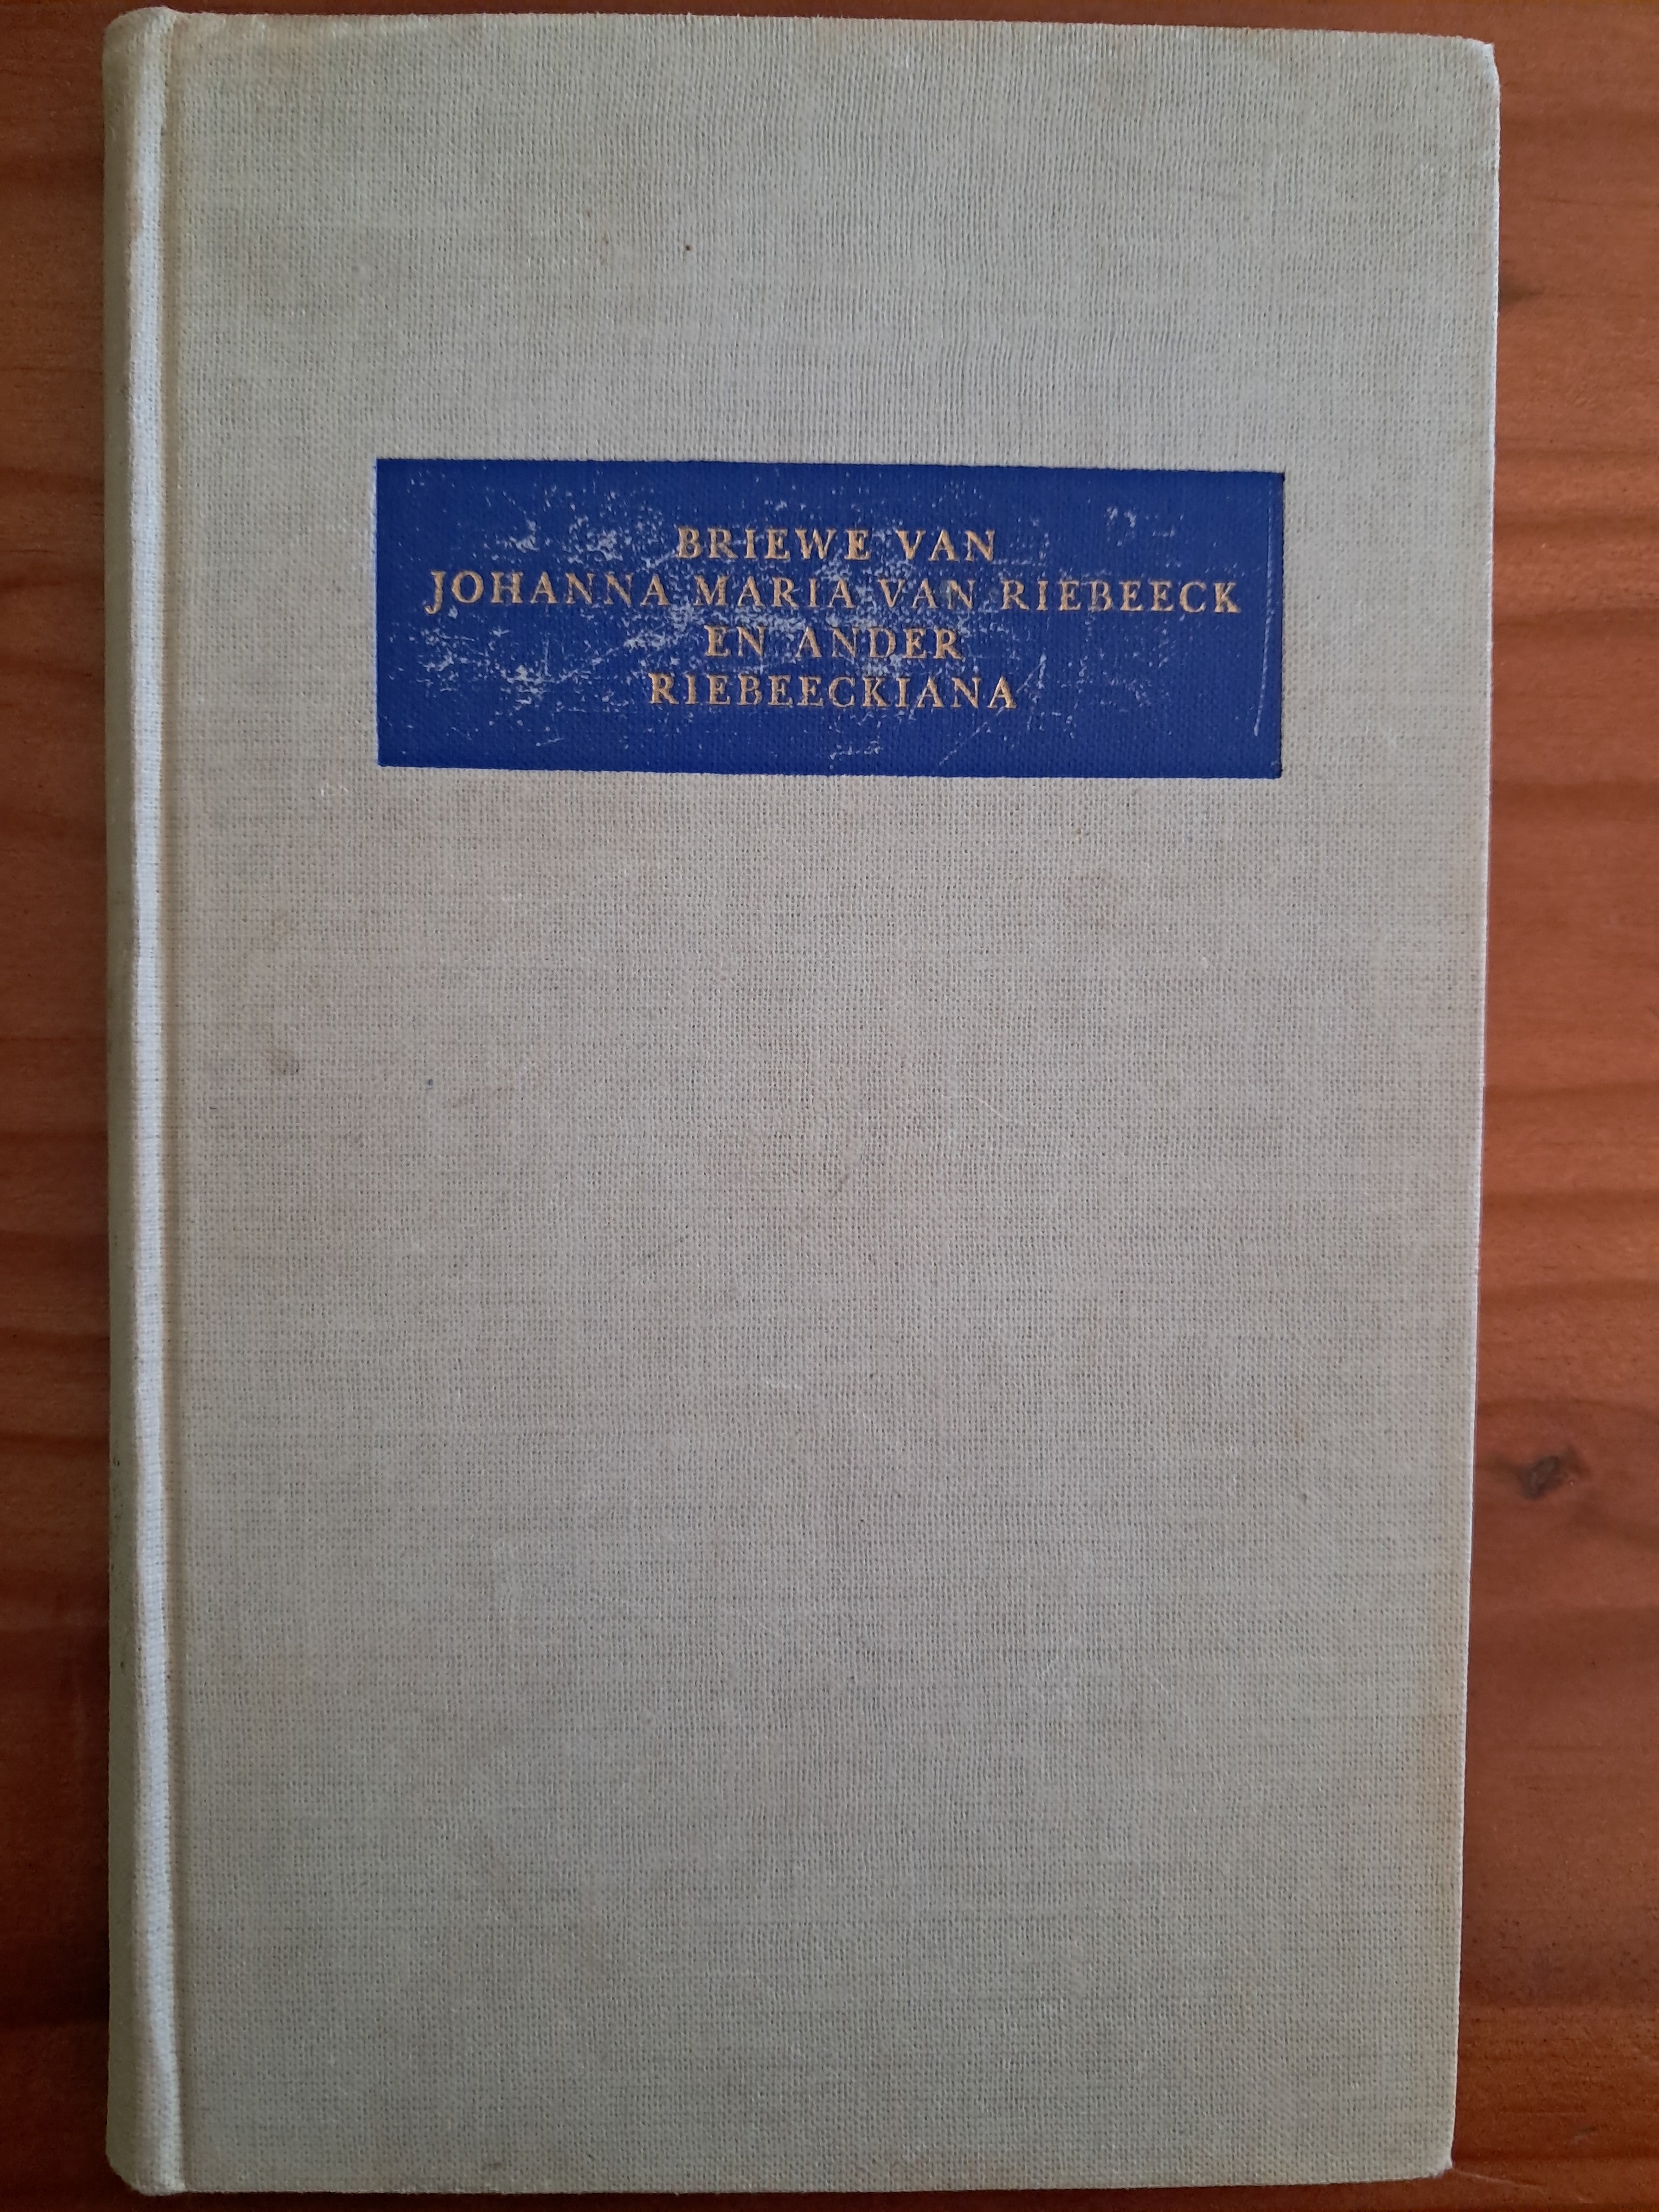 BRIEWE VAN
JOHANNA MARIA VAN RIEBEECK
EN ANDER
RIEBEECKIANA